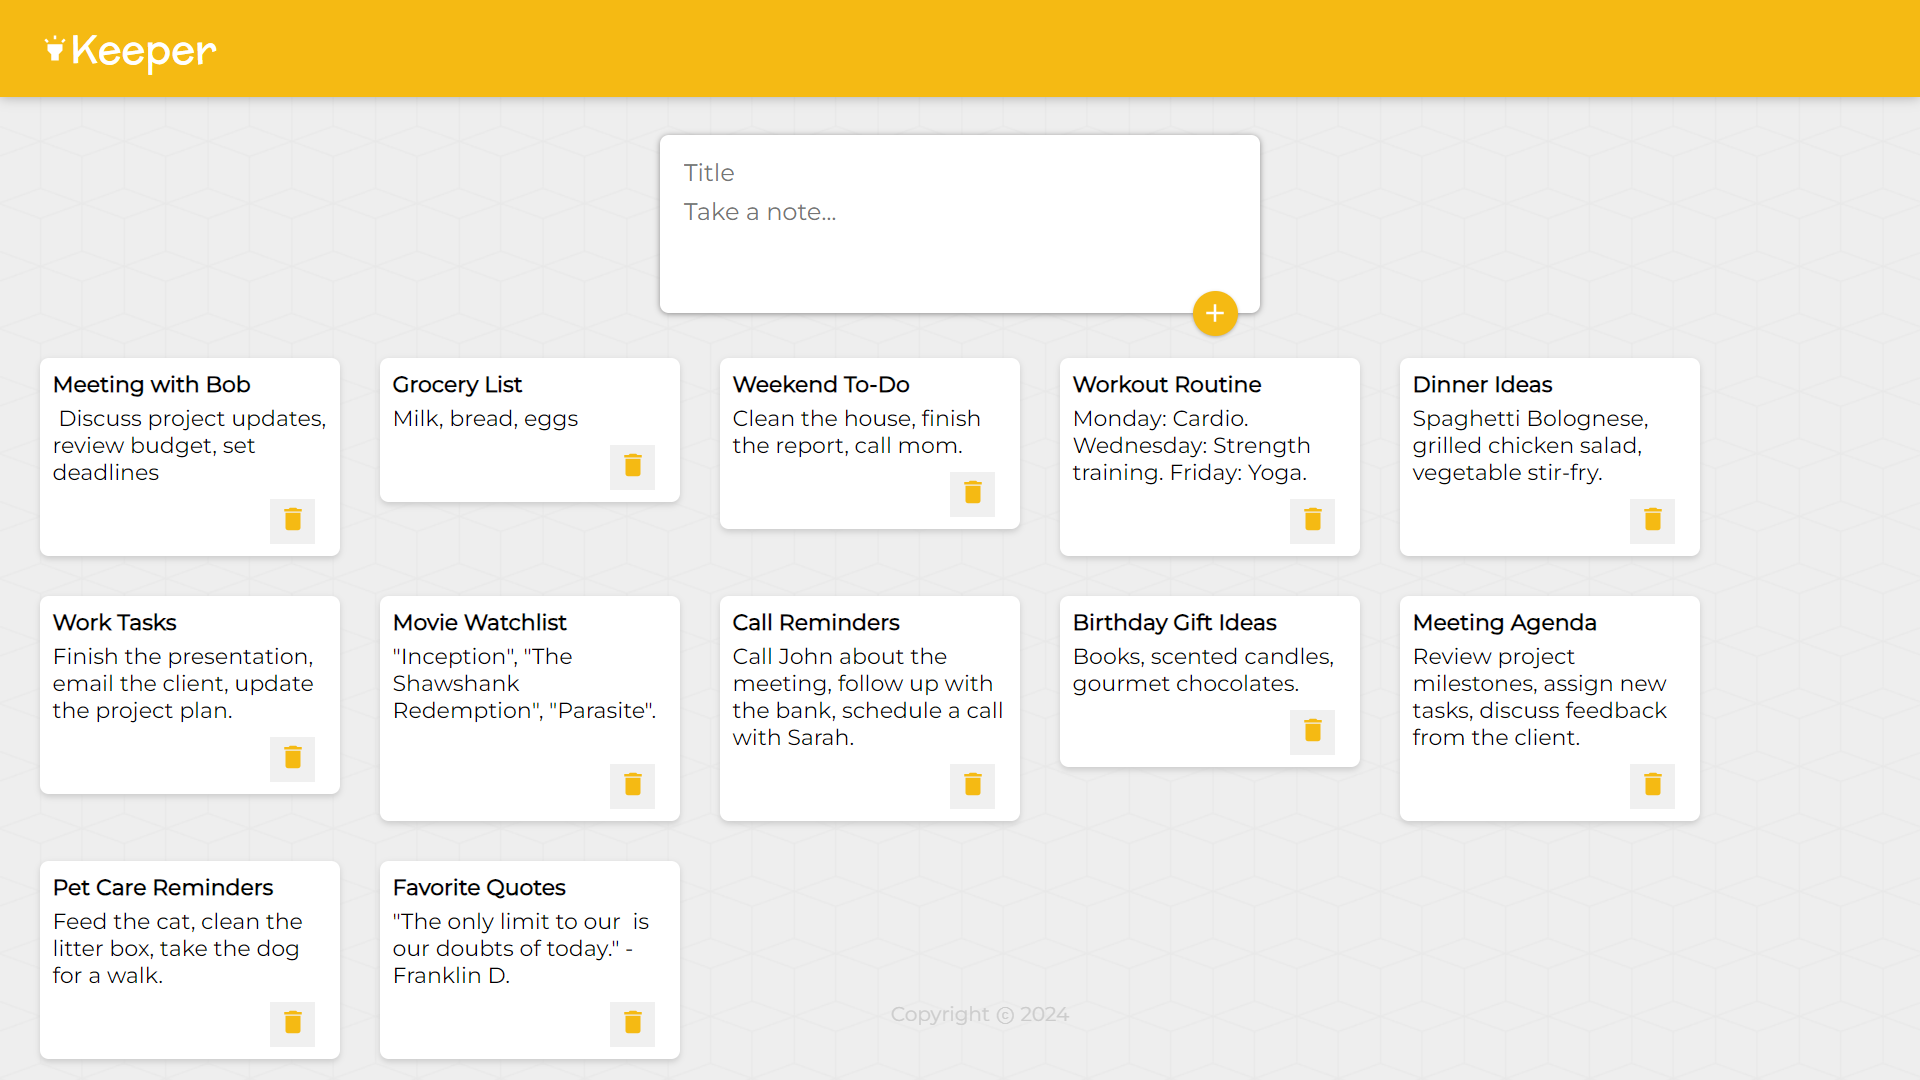 Keeper
Title
Take a note...
Meeting with Bob
Discuss project updates,
review budget, set
deadlines
Grocery List
Milk, bread, eggs
Weekend To-Do
Clean the house, finish
the report, call mom.
Workout Routine
Monday: Cardio.
Wednesday: Strength
training. Friday: Yoga.
Dinner Ideas
Spaghetti Bolognese,
grilled chicken salad,
vegetable stir-fry.
Work Tasks
Finish the presentation,
email the client, update
the project plan.
Movie Watchlist
"Inception", "The
Shawshank
Redemption", "Parasite".
Call Reminders
Call John about the
meeting, follow up with
the bank, schedule a call
with Sarah.
Birthday Gift Ideas
Books, scented candles,
gourmet chocolates.
Meeting Agenda
Review project
milestones, assign new
tasks, discuss feedback
from the client.
Pet Care Reminders
Feed the cat, clean the
litter box, take the dog
for a walk.
Favorite Quotes
"The only limit to our  is
our doubts of today." -
Franklin D.
Copyright © 2024